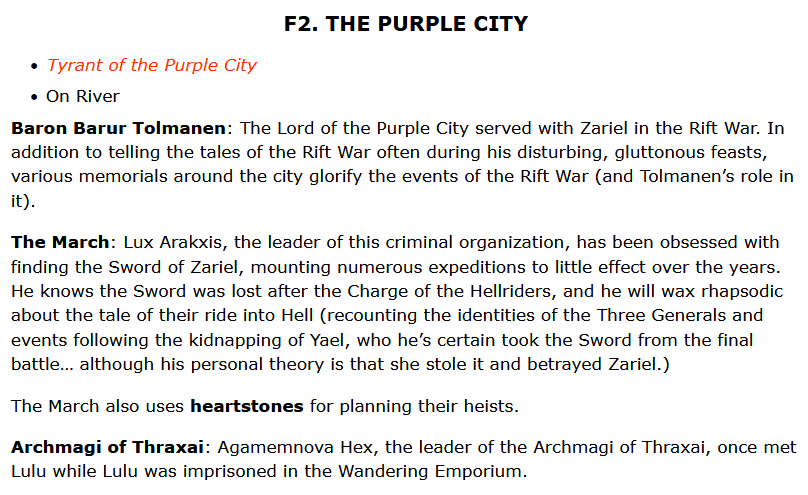 F2. THE PURPLE CITY
• Tyrant of the Purple City
• On River
Baron Barur Tolmanen: The Lord of the Purple City served with Zariel in the Rift War. In
addition to telling the tales of the Rift War often during his disturbing, gluttonous feasts,
various memorials around the city glorify the events of the Rift War (and Tolmanen’s role in
it).
The March: Lux Arakxis, the leader of this criminal organization, has been obsessed with
finding the Sword of Zariel, mounting numerous expeditions to little effect over the years.
He knows the Sword was lost after the Charge of the Hellriders, and he will wax rhapsodic
about the tale of their ride into Hell (recounting the identities of the Three Generals and
events following the kidnapping of Yael, who he’s certain took the Sword from the final
battle… although his personal theory is that she stole it and betrayed Zariel.)
The March also uses heartstones for planning their heists.
Archmagi of Thraxai: Agamemnova Hex, the leader of the Archmagi of Thraxai, once met
Lulu while Lulu was imprisoned in the Wandering Emporium.